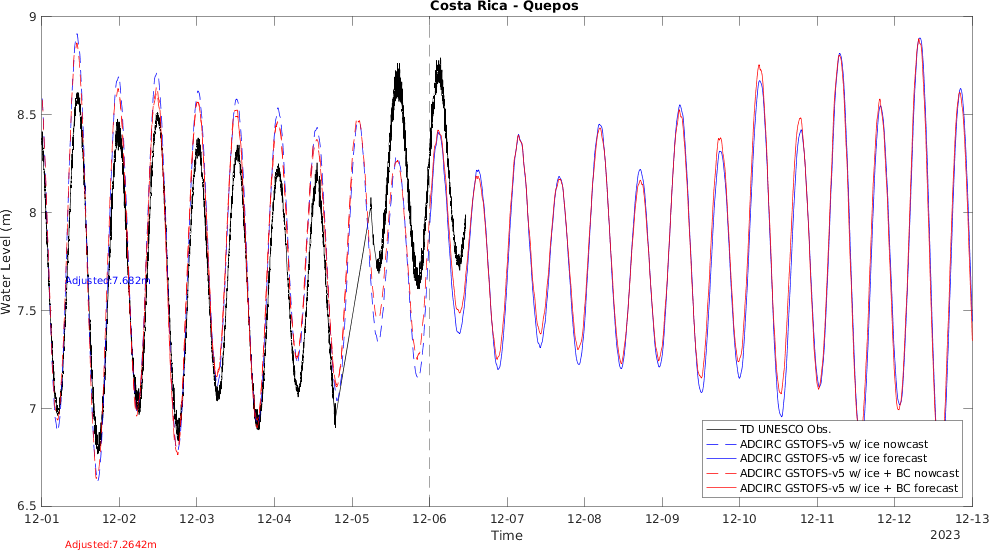 Costa Rica - Quepos
Water Level (m)
9
8.5
8
7.5
7
6.5
Adjusted:7.682m
TD UNESCO Obs.
ADCIRC GSTOFS-v5 w/ ice nowcast
ADCIRC GSTOFS-v5 w/ ice forecast
ADCIRC GSTOFS-v5 w/ ice + BC nowcast
ADCIRC GSTOFS-v5 w/ ice + BC forecast
12-01 12-02 12-03 12-04 12-05 12-06 12-07 12-08 12-09 12-10 12-11 12-12 12-13
Time
2023
Adjusted:7.2642m